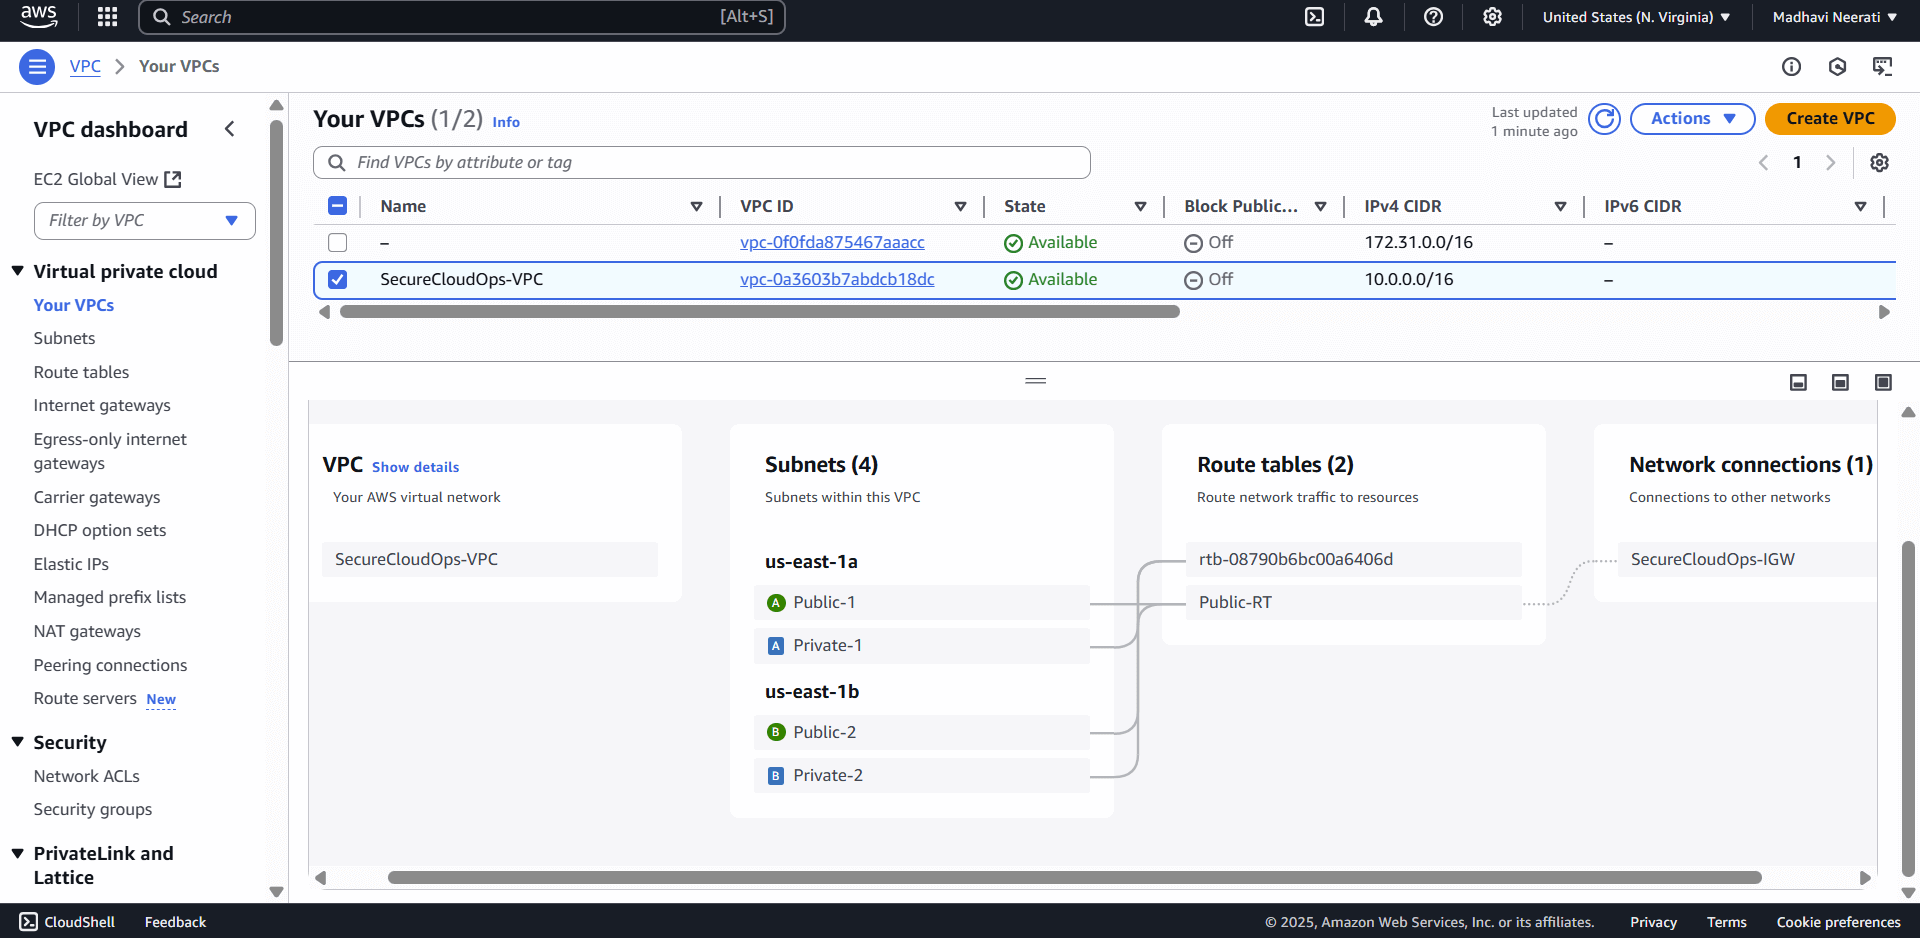 aws
Search [Alt+S]
United States (N. Virginia)
Madhavi Neerati
VPC
Your VPCs
VPC dashboard
EC2 Global View
Filter by VPC
Virtual private cloud
Your VPCs
Subnets
Route tables
Internet gateways
Egress-only internet
gateways
Carrier gateways
DHCP option sets
Elastic IPs
Managed prefix lists
NAT gateways
Peering connections
Route servers New
Security
Network ACLs
Security groups
PrivateLink and
Lattice
Your VPCs (1/2) Info
Last updated
1 minute ago
Actions
Create VPC
Find VPCs by attribute or tag
1
Name VPC ID State Block Public... IPv4 CIDR IPv6 CIDR
– vpc-0f0fda875467aaacc Available Off 172.31.0.0/16 –
SecureCloudOps-VPC vpc-0a3603b7abdcb18dc Available Off 10.0.0.0/16 –
VPC Show details
Your AWS virtual network
SecureCloudOps-VPC
Subnets (4)
Subnets within this VPC
us-east-1a
A Public-1
A Private-1
us-east-1b
B Public-2
B Private-2
Route tables (2)
Route network traffic to resources
rtb-08790b6bc00a6406d
Public-RT
Network connections (1)
Connections to other networks
SecureCloudOps-IGW
CloudShell Feedback © 2025, Amazon Web Services, Inc. or its affiliates. Privacy Terms Cookie preferences